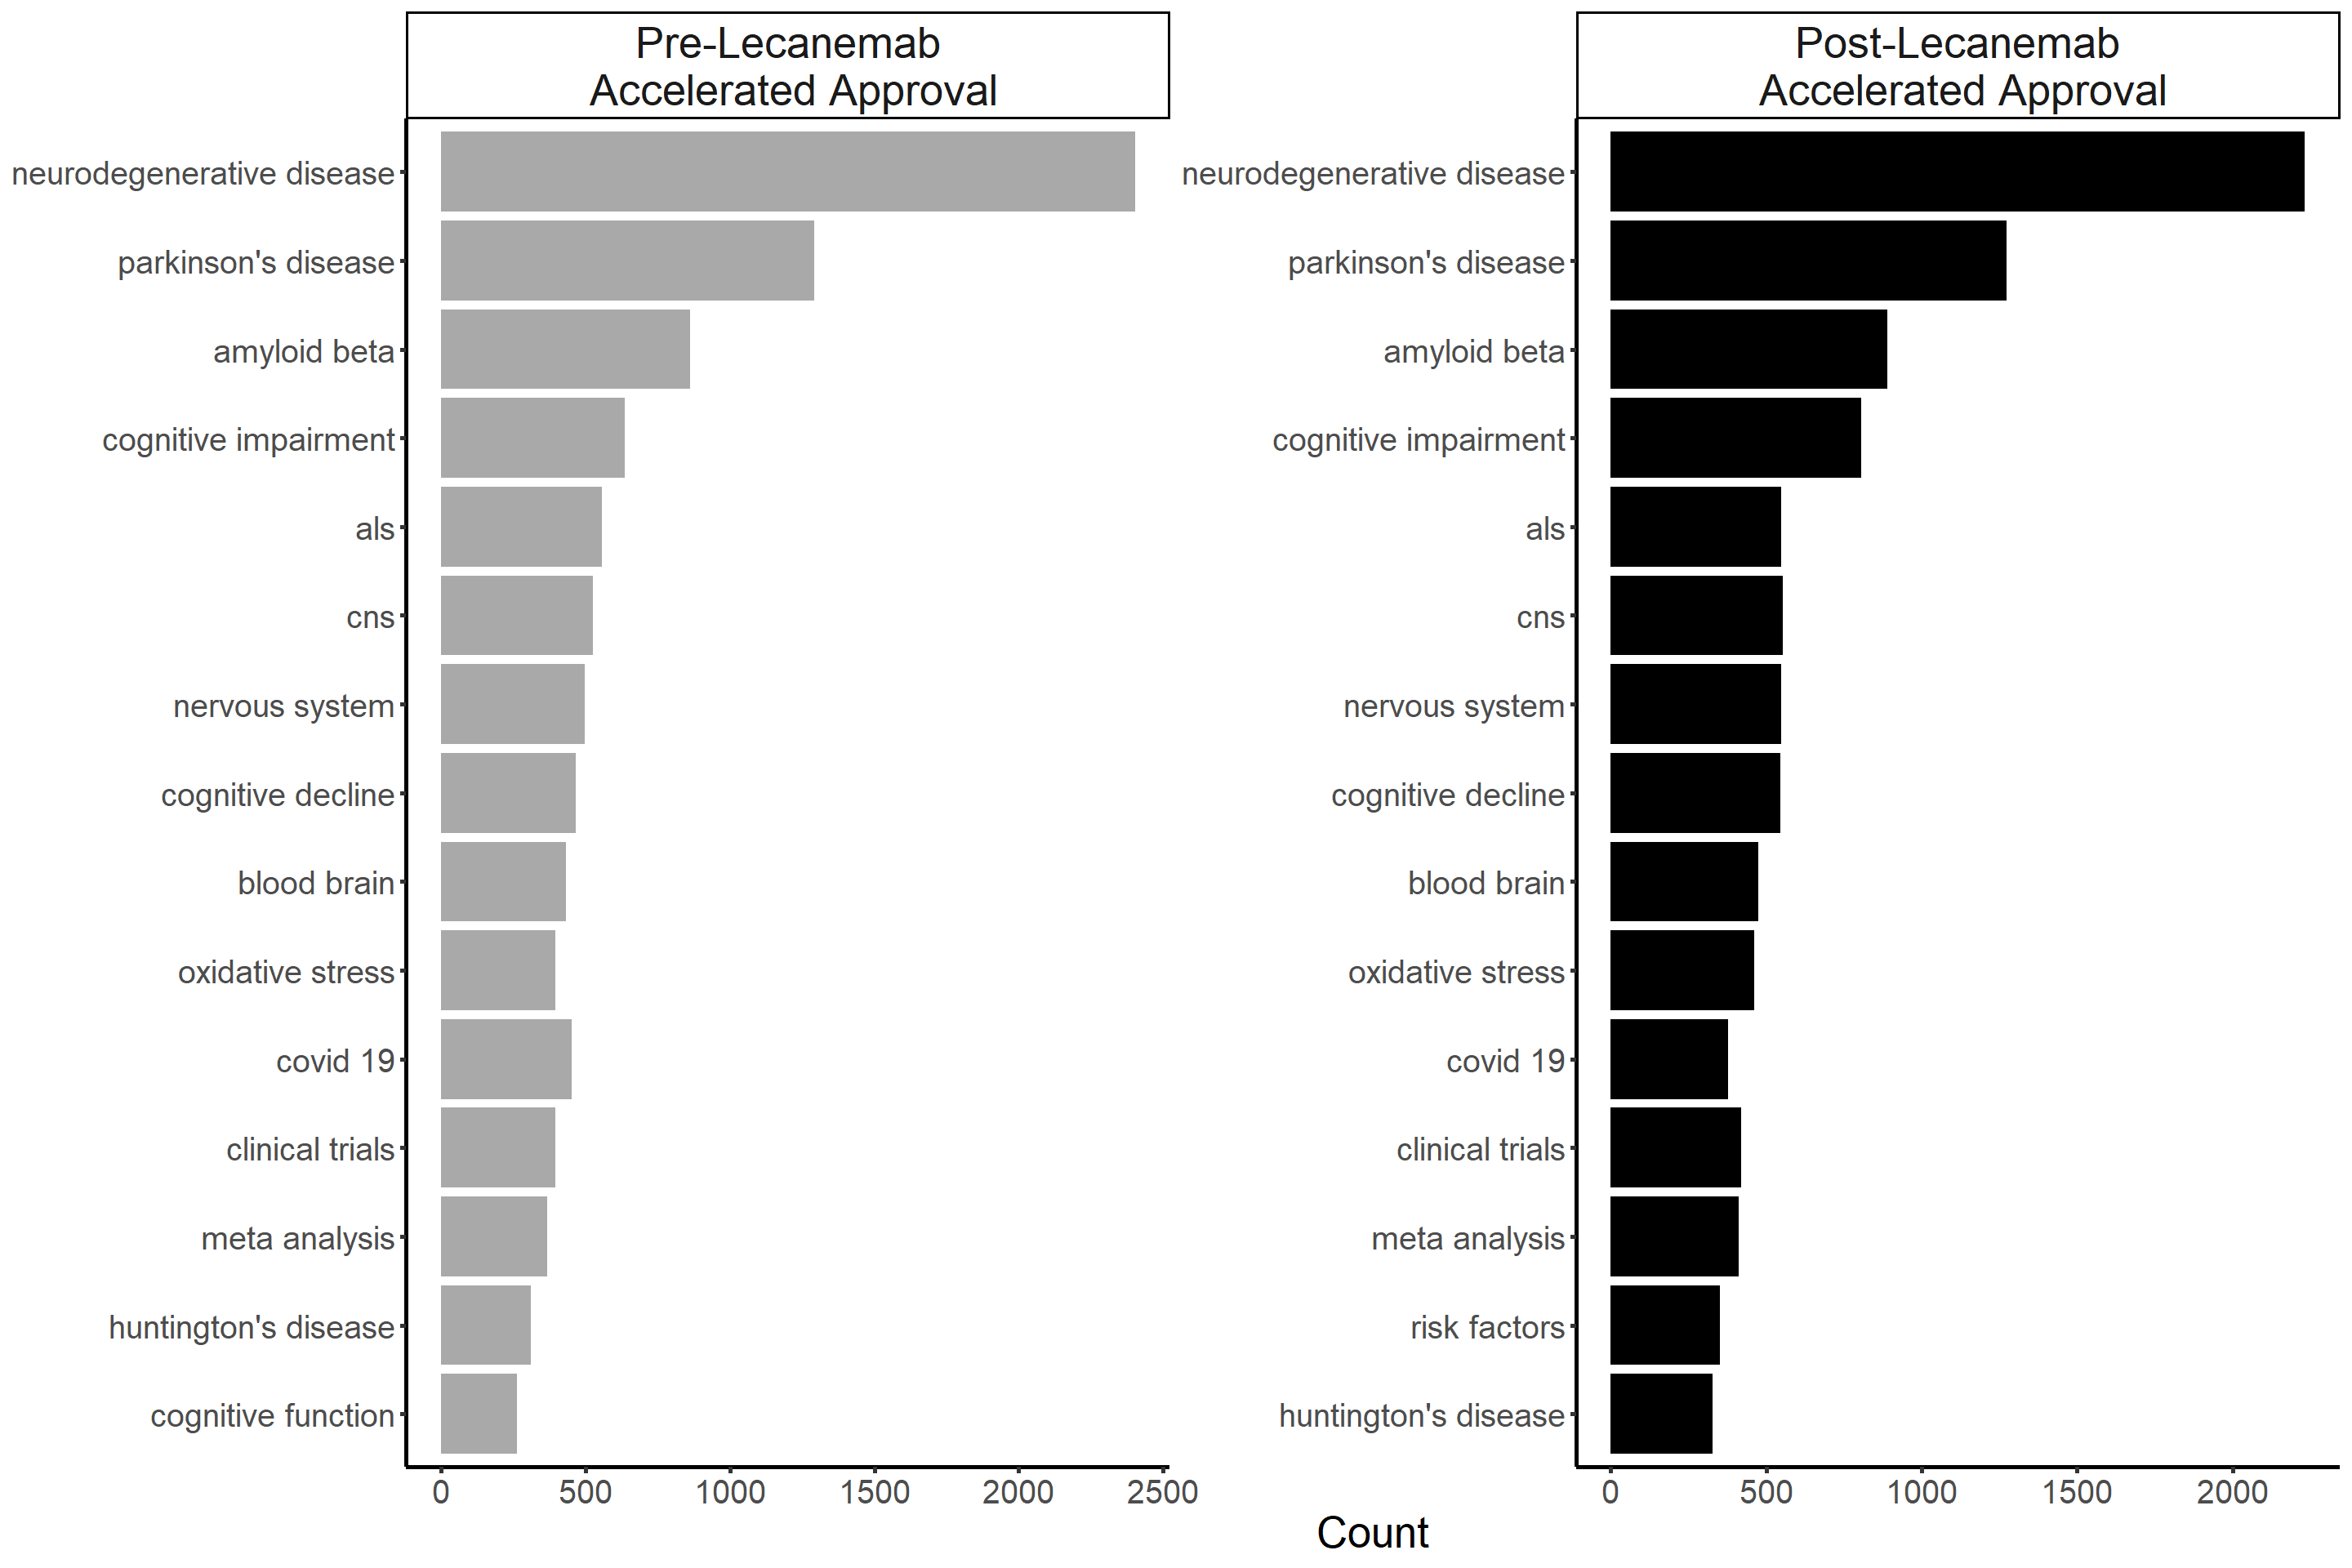 Pre-Lecanemab
Accelerated Approval
neurodegenerative disease
parkinson's disease
amyloid beta
cognitive impairment
als
cns
nervous system
cognitive decline
blood brain
oxidative stress
covid 19
clinical trials
meta analysis
huntington's disease
cognitive function
0 500 1000 1500 2000 2500
Post-Lecanemab
Accelerated Approval
neurodegenerative disease
parkinson's disease
amyloid beta
cognitive impairment
als
cns
nervous system
cognitive decline
blood brain
oxidative stress
covid 19
clinical trials
meta analysis
risk factors
huntington's disease
0 500 1000 1500 2000
Count